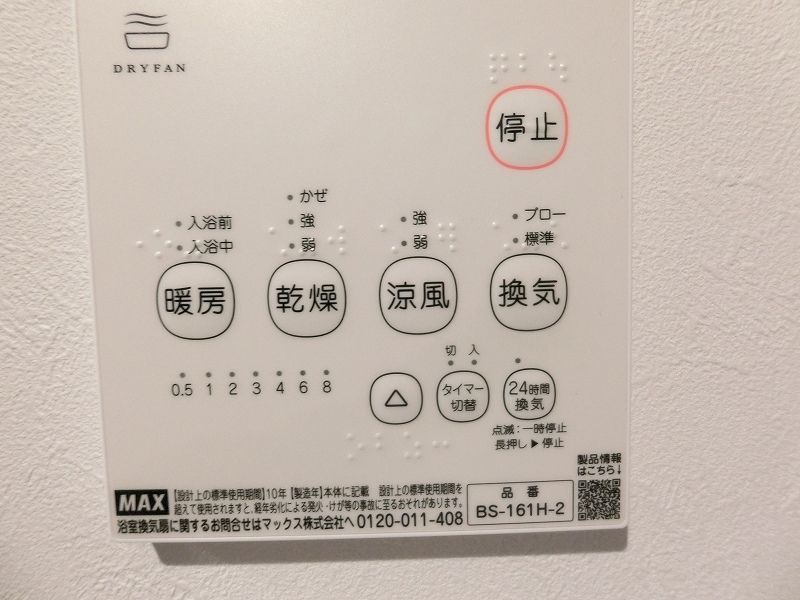 DRYFAN
停止
かぜ
入浴前 強 強 ブロー
入浴中 弱 弱 標準
暖房 乾燥 涼風 換気
切 入
0.5 1 2 3 4 6 8
△
タイマー
切替
24時間
換気
点滅:一時停止
長押し▶停止
製品情報
はこちら↓
MAX
【設計上の標準使用期間】10年 【製造年】本体に記載 設計上の標準使用期間を
超えて使用されますと、経年劣化による発火・けが等の事故に至るおそれがあります。
浴室換気扇に関するお問合せはマックス株式会社へ 0120-011-408
品番
BS-161H-2